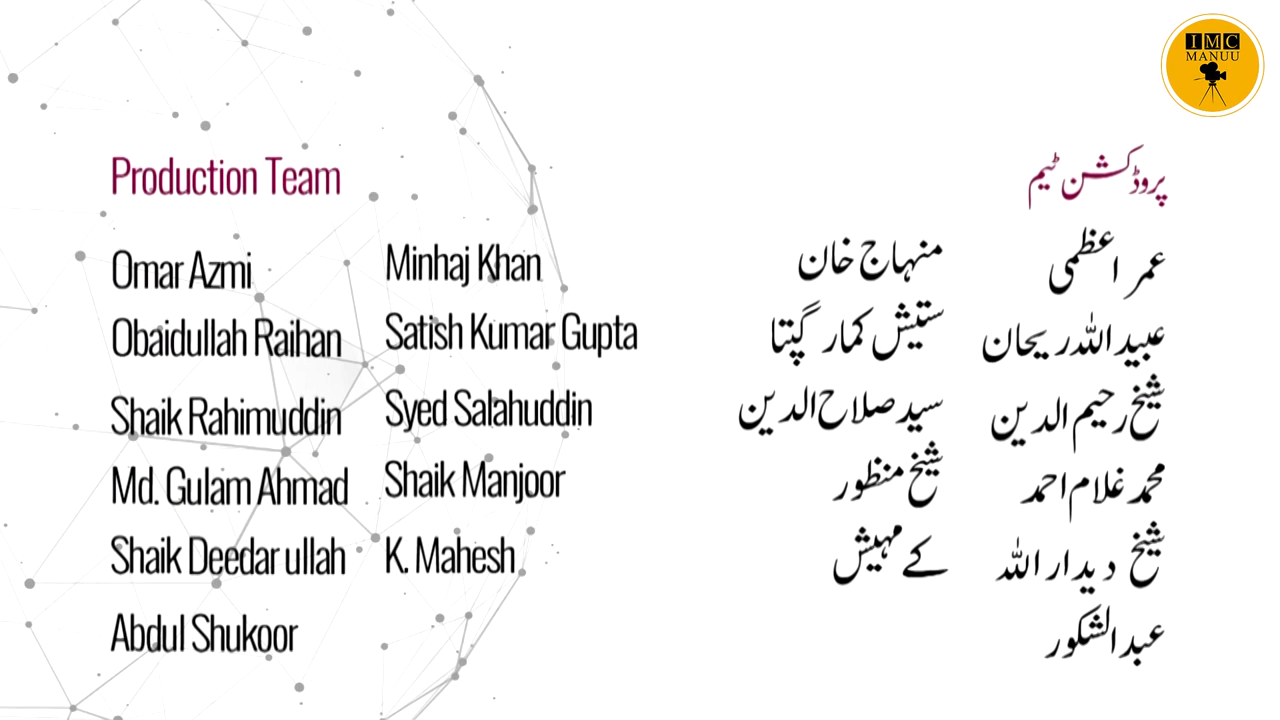 IMC
MANUU
Production Team
Omar Azmi
Obaidullah Raihan
Shaik Rahimuddin
Md. Gulam Ahmad
Shaik Deedar ullah
Abdul Shukoor
Minhaj Khan
Satish Kumar Gupta
Syed Salahuddin
Shaik Manjoor
K. Mahesh
پروڈکشن ٹیم
عمر اعظمی
عبید اللہ ریحان
شیخ رحیم الدین
محمد غلام احمد
شیخ دیدار اللہ
عبدالشکور
منہاج خان
ستیش کمار گپتا
سید صلاح الدین
شیخ منظور
کے مہیش